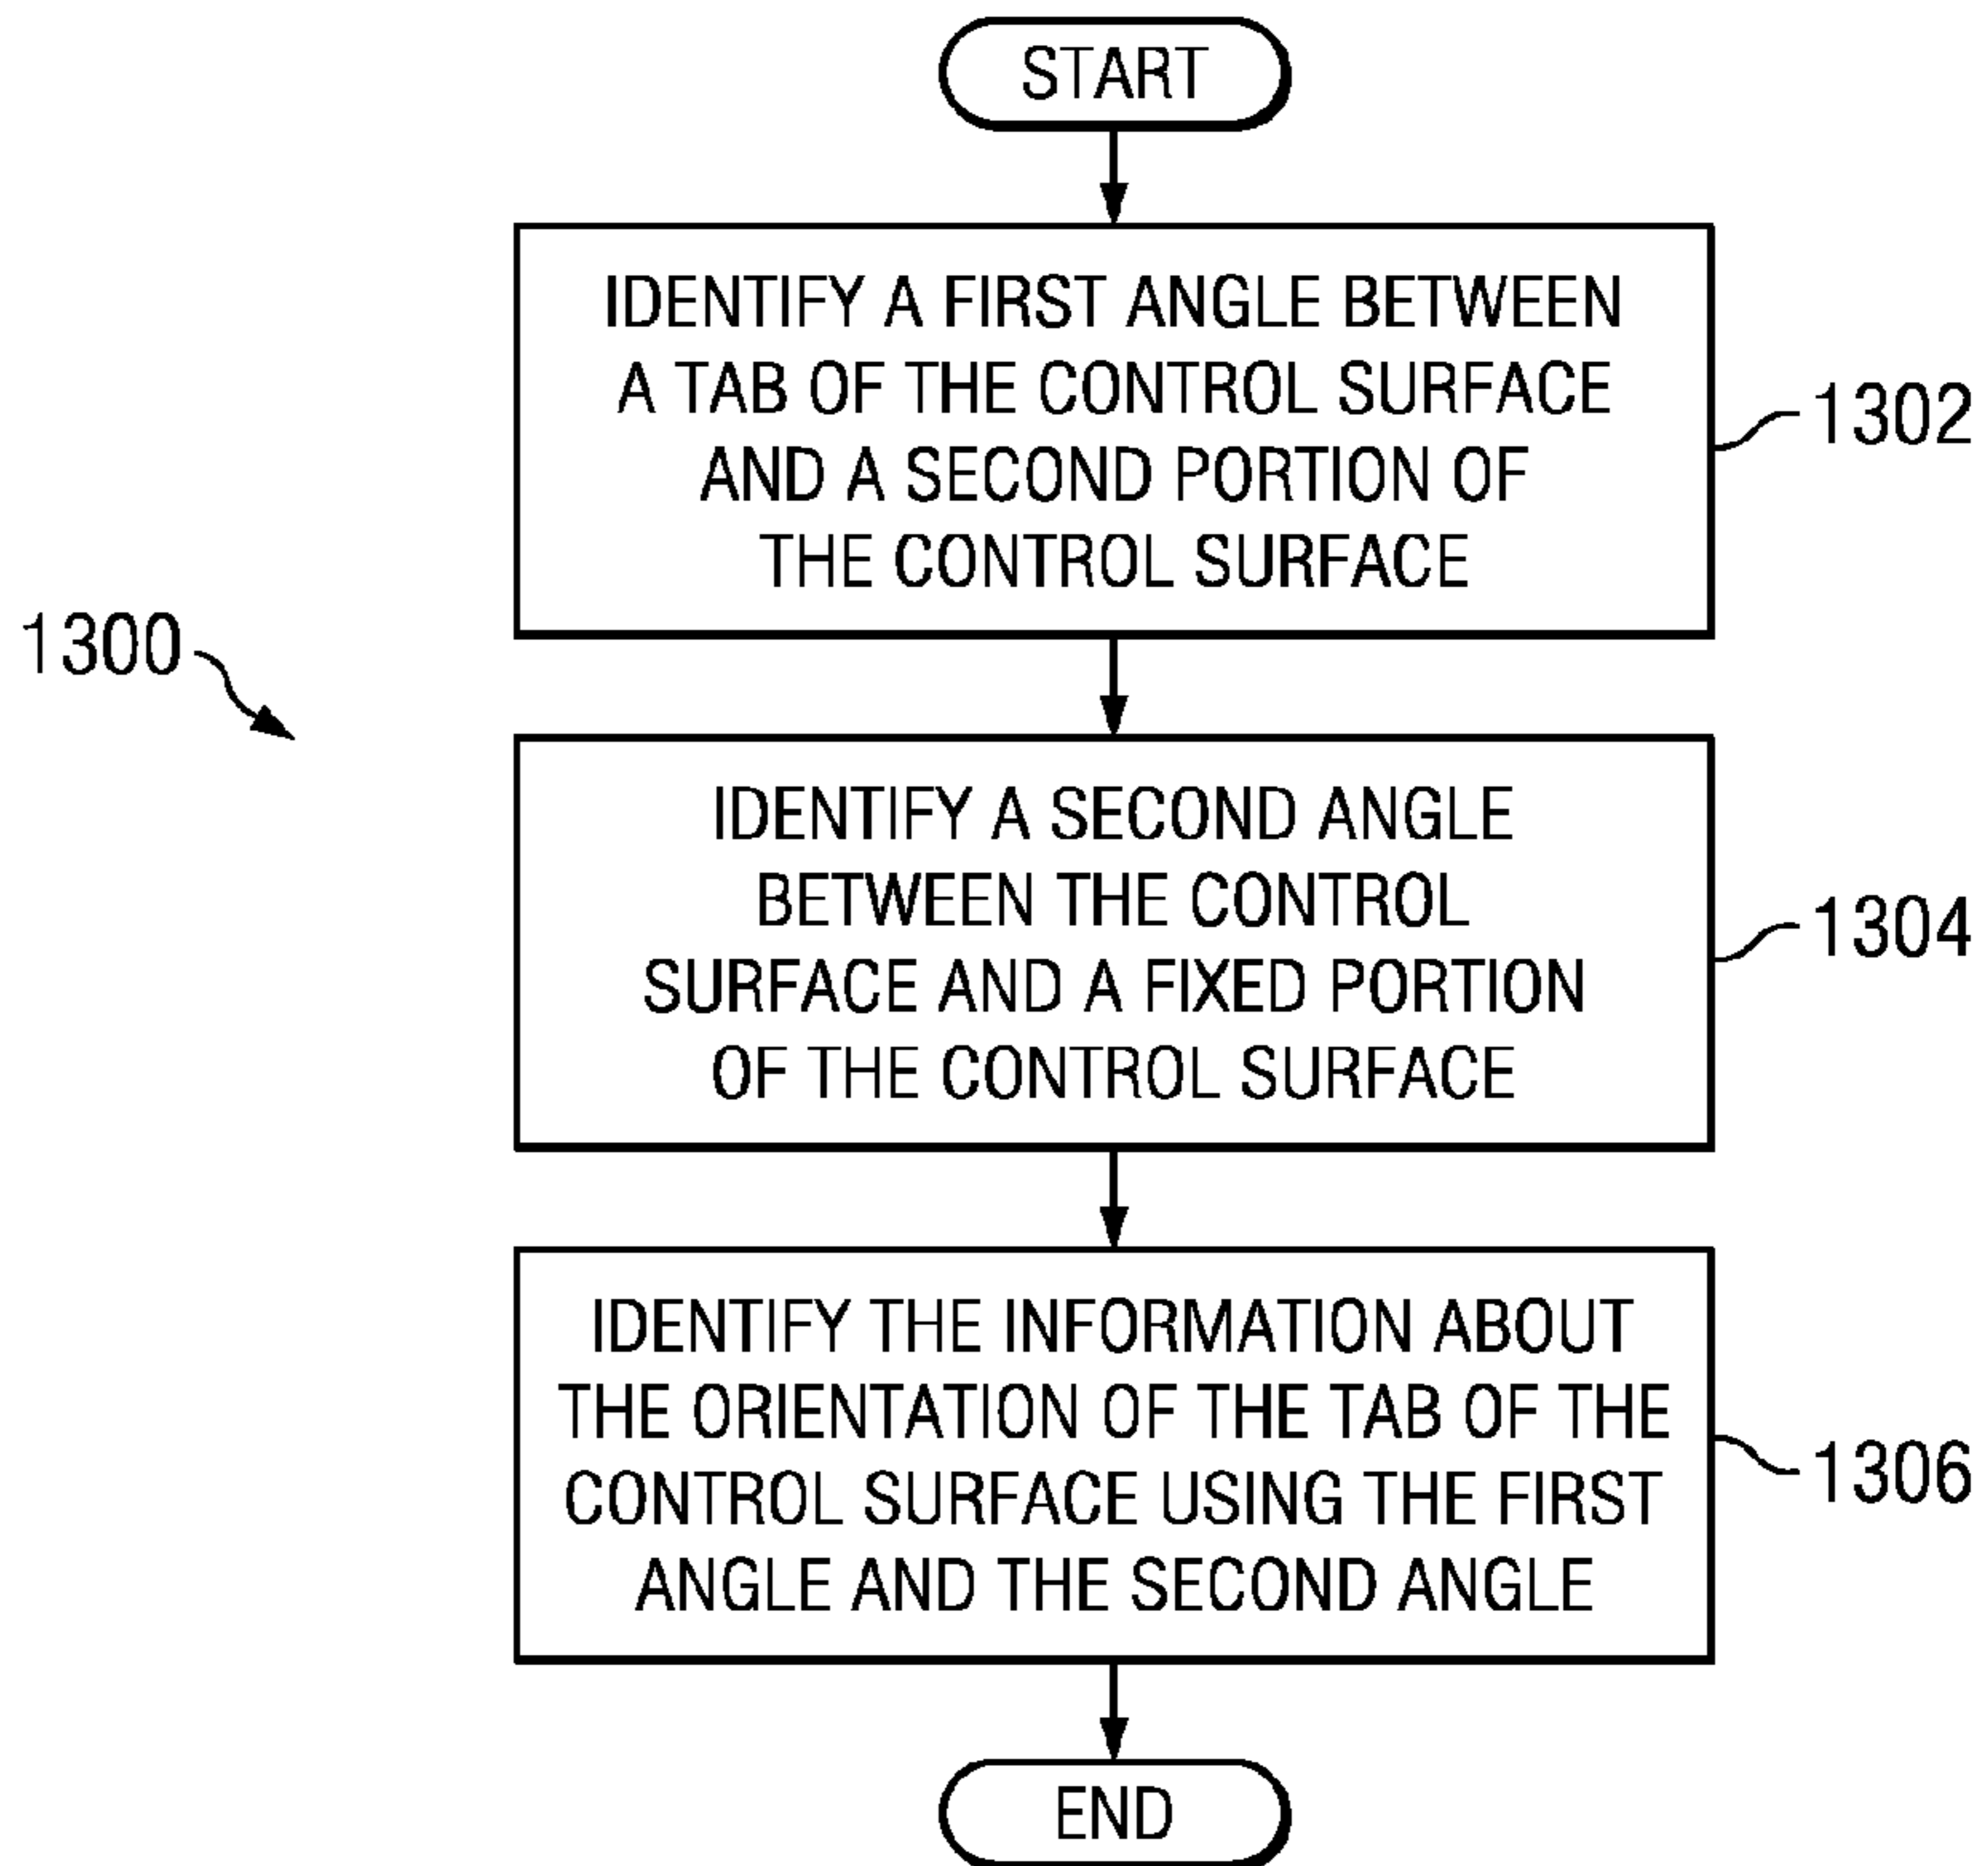 START
IDENTIFY A FIRST ANGLE BETWEEN
A TAB OF THE CONTROL SURFACE
AND A SECOND PORTION OF
THE CONTROL SURFACE
1302
1300
IDENTIFY A SECOND ANGLE
BETWEEN THE CONTROL
SURFACE AND A FIXED PORTION
OF THE CONTROL SURFACE
1304
IDENTIFY THE INFORMATION ABOUT
THE ORIENTATION OF THE TAB OF THE
CONTROL SURFACE USING THE FIRST
ANGLE AND THE SECOND ANGLE
1306
END